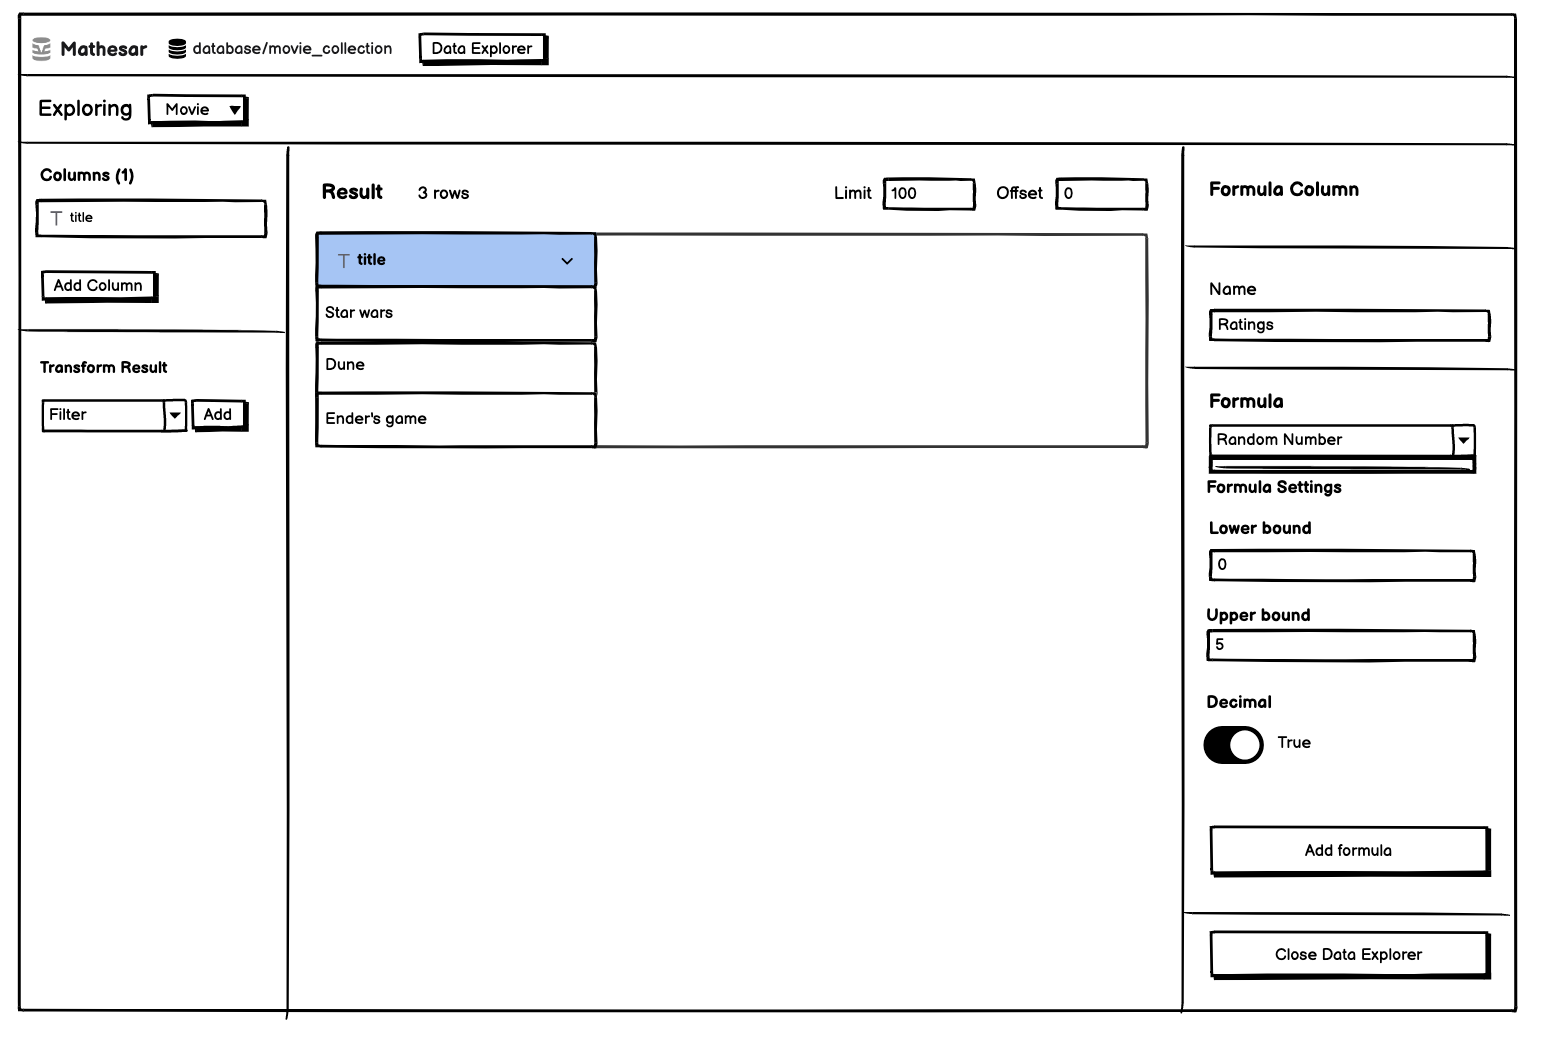 Mathesar database/movie_collection Data Explorer
Exploring Movie
Columns (1)
title
Add Column
Transform Result
Filter Add
Result 3 rows Limit 100 Offset 0
title
Star wars
Dune
Ender's game
Formula Column
Name
Ratings
Formula
Random Number
Formula Settings
Lower bound
0
Upper bound
5
Decimal
True
Add formula
Close Data Explorer